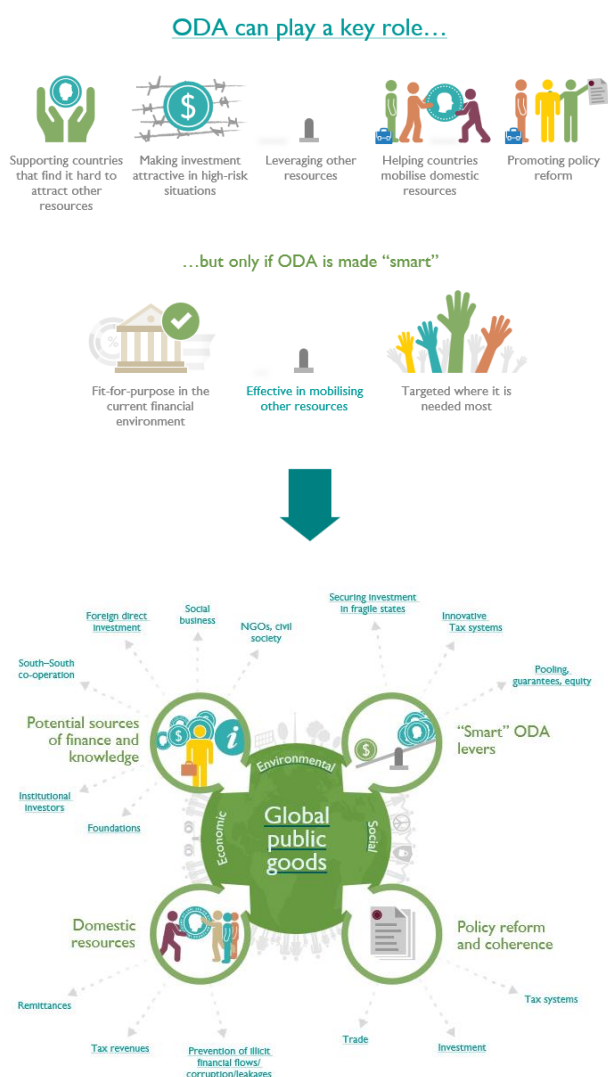 ODA can play a key role…
Supporting countries
that find it hard to
attract other
resources
Making investment
attractive in high-risk
situations
Leveraging other
resources
Helping countries
mobilise domestic
resources
Promoting policy
reform
…but only if ODA is made “smart”
Fit-for-purpose in the
current financial
environment
Effective in mobilising
other resources
Targeted where it is
needed most
Foreign direct
investment
Social
business
NGOs, civil
society
South–South
co-operation
Potential sources
of finance and
knowledge
Institutional
investors
Foundations
Securing investment
in fragile states
Innovative
Tax systems
Pooling,
guarantees, equity
“Smart” ODA
levers
Environmental
Economic
Social
Global
public
goods
Domestic
resources
Remittances
Tax revenues
Prevention of illicit
financial flows/
corruption/leakages
Policy reform
and coherence
Tax systems
Trade
Investment